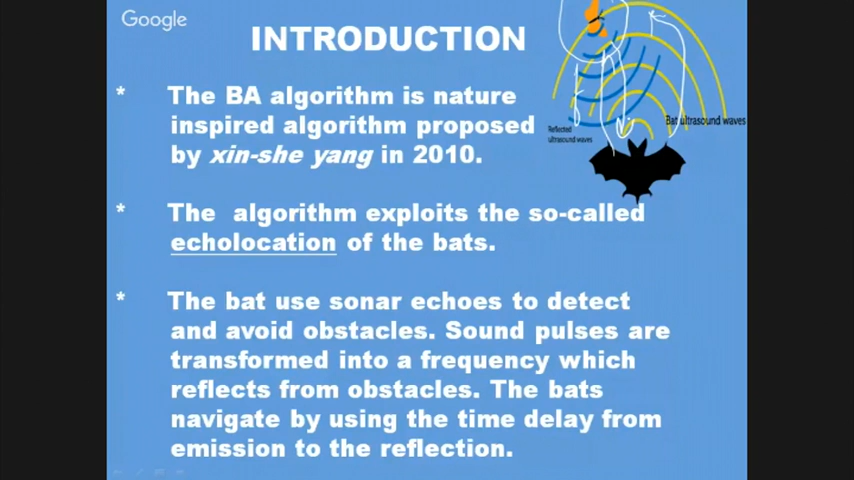 Google
INTRODUCTION
Bat ultrasound waves
Reflected
ultrasound waves
* The BA algorithm is nature
inspired algorithm proposed
by xin-she yang in 2010.
* The algorithm exploits the so-called
echolocation of the bats.
* The bat use sonar echoes to detect
and avoid obstacles. Sound pulses are
transformed into a frequency which
reflects from obstacles. The bats
navigate by using the time delay from
emission to the reflection.